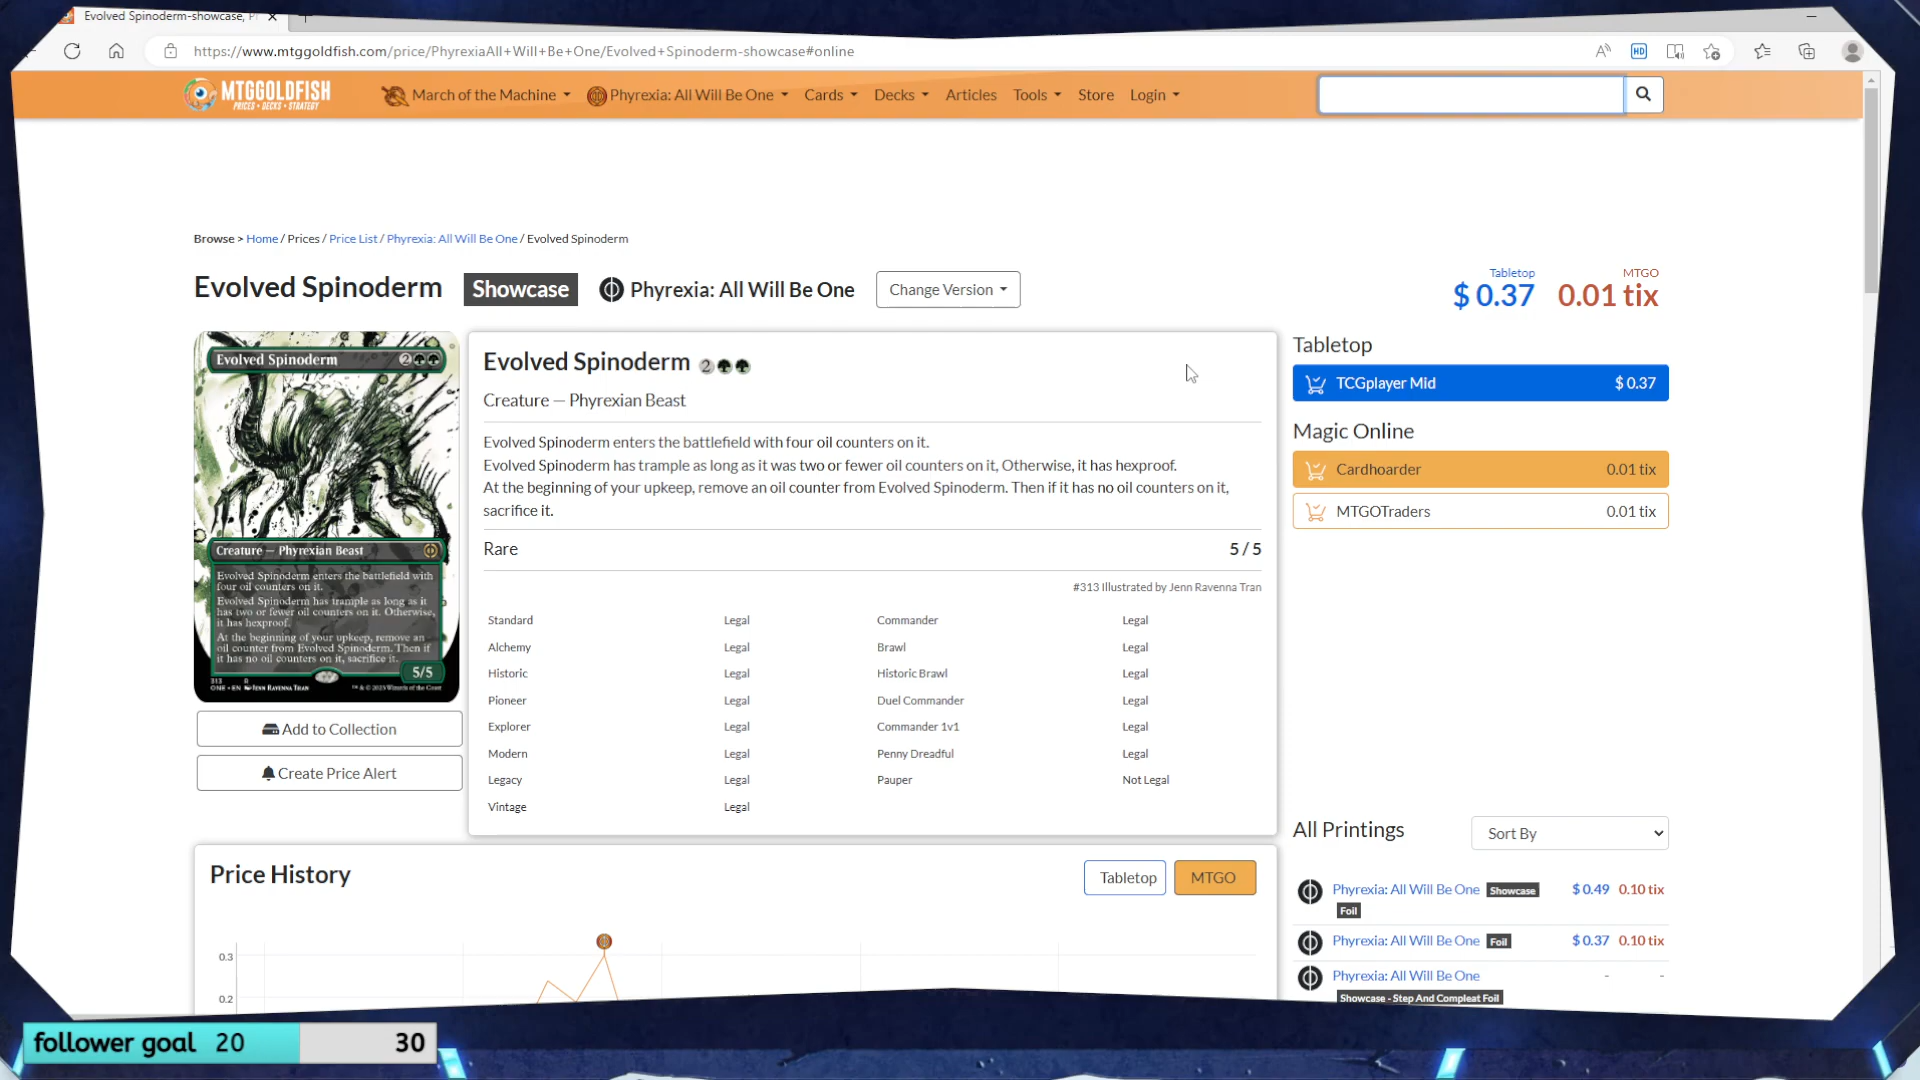 Evolved Spinoderm-showcase, P
https://www.mtggoldfish.com/price/PhyrexiaAll+Will+Be+One/Evolved+Spinoderm-showcase#online
HD
MTGGOLDFISH
PRICES • DECKS • STRATEGY
March of the Machine
Phyrexia: All Will Be One
Cards
Decks
Articles
Tools
Store
Login
Browse > Home / Prices / Price List / Phyrexia: All Will Be One / Evolved Spinoderm
Evolved Spinoderm
Showcase
Phyrexia: All Will Be One
Change Version
Tabletop
$ 0.37
MTGO
0.01 tix
Evolved Spinoderm 2
Creature — Phyrexian Beast
Evolved Spinoderm enters the battlefield with
four oil counters on it.
Evolved Spinoderm has trample as long as it
has two or fewer oil counters on it. Otherwise,
it has hexproof.
At the beginning of your upkeep, remove an
oil counter from Evolved Spinoderm. Then if
it has no oil counters on it, sacrifice it.
5/5
313 R
ONE • EN Jenn Ravenna Tran
™ & © 2023 Wizards of the Coast
Add to Collection
Create Price Alert
Evolved Spinoderm 2
Creature — Phyrexian Beast
Evolved Spinoderm enters the battlefield with four oil counters on it.
Evolved Spinoderm has trample as long as it was two or fewer oil counters on it, Otherwise, it has hexproof.
At the beginning of your upkeep, remove an oil counter from Evolved Spinoderm. Then if it has no oil counters on it,
sacrifice it.
Rare 5 / 5
#313 Illustrated by Jenn Ravenna Tran
Standard Legal Commander Legal
Alchemy Legal Brawl Legal
Historic Legal Historic Brawl Legal
Pioneer Legal Duel Commander Legal
Explorer Legal Commander 1v1 Legal
Modern Legal Penny Dreadful Legal
Legacy Legal Pauper Not Legal
Vintage Legal
Tabletop
TCGplayer Mid $ 0.37
Magic Online
Cardhoarder 0.01 tix
MTGOTraders 0.01 tix
All Printings
Sort By
Phyrexia: All Will Be One Showcase $ 0.49 0.10 tix
Foil
Phyrexia: All Will Be One Foil $ 0.37 0.10 tix
Phyrexia: All Will Be One - -
Showcase - Step And Compleat Foil
Price History
Tabletop
MTGO
0.3
0.2
follower goal 20 30